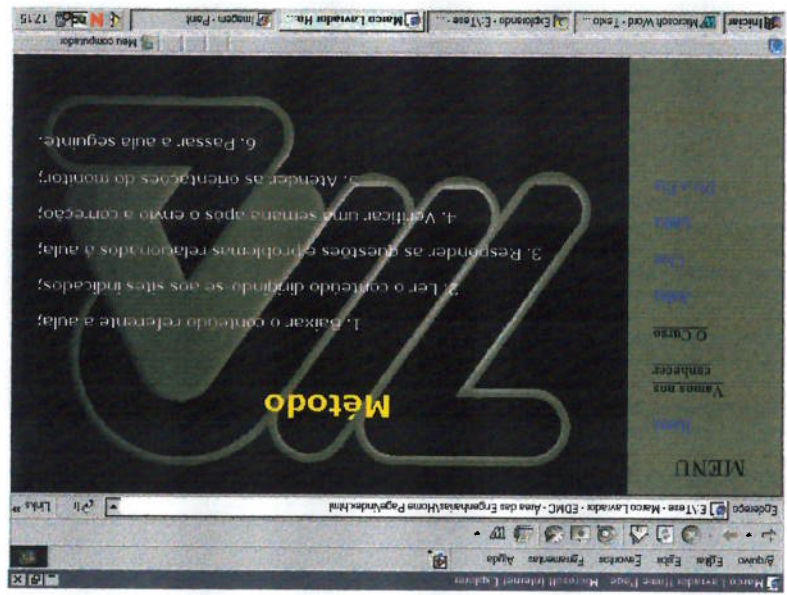 Marco Lavrador Home Page - Microsoft Internet Explorer
Arquivo Editar Exibir Favoritos Ferramentas Ajuda
Endereço E:\Tese - Marco Lavrador - EDMC - Area das Engenharias\Home Page\index.html Ir Links »
MENU
Home
Vamos nos
conhecer
O Curso
Aulas
Chat
Links
Método
1. Baixar o conteúdo referente a aula;
2. Ler o conteúdo dirigindo-se aos sites indicados;
3. Responder as questões e problemas relacionados à aula;
4. Verificar uma semana após o envio a correção;
5. Atender as orientações do monitor;
6. Passar a aula seguinte.
Meu computador
Iniciar Microsoft Word - Texto ... Explorando - E:\Tese - ... Marco Lavrador Ho... imagem - Paint 17:15